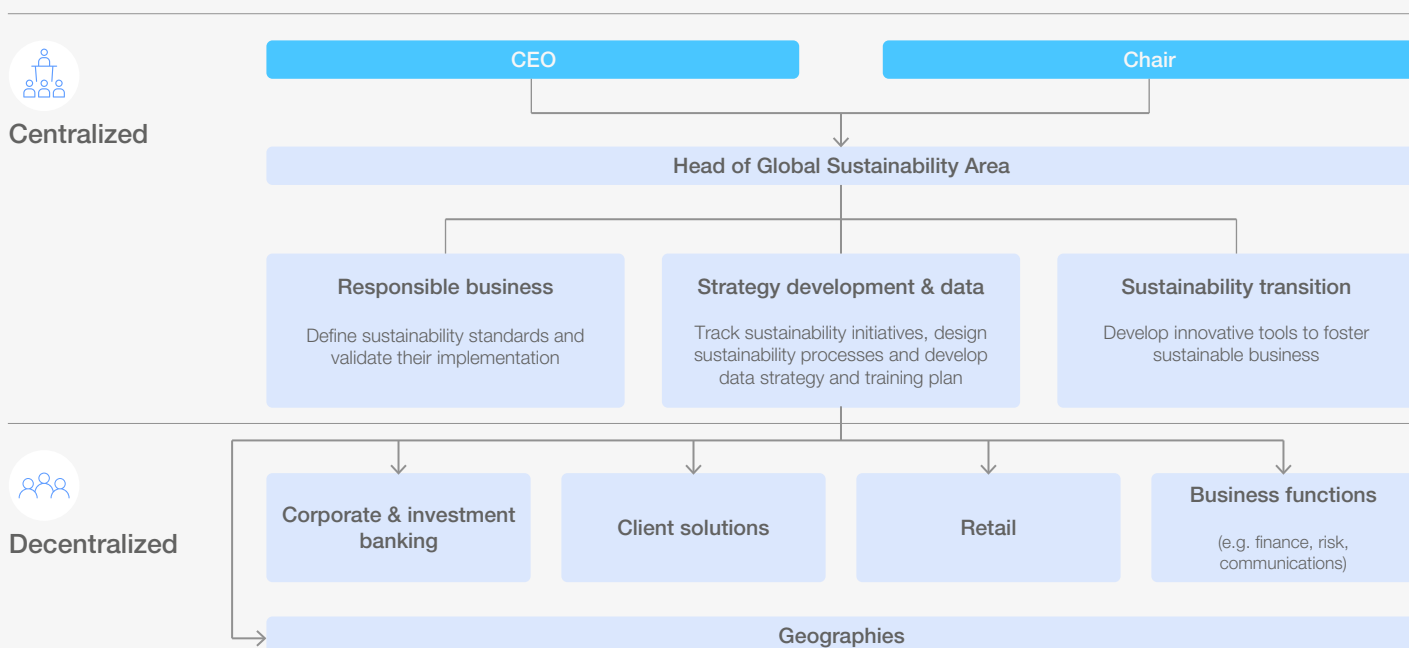 CEO
Chair
Centralized
Head of Global Sustainability Area
Responsible business
Define sustainability standards and
validate their implementation
Strategy development & data
Track sustainability initiatives, design
sustainability processes and develop
data strategy and training plan
Sustainability transition
Develop innovative tools to foster
sustainable business
Decentralized
Corporate & investment
banking
Client solutions
Retail
Business functions
(e.g. finance, risk,
communications)
Geographies